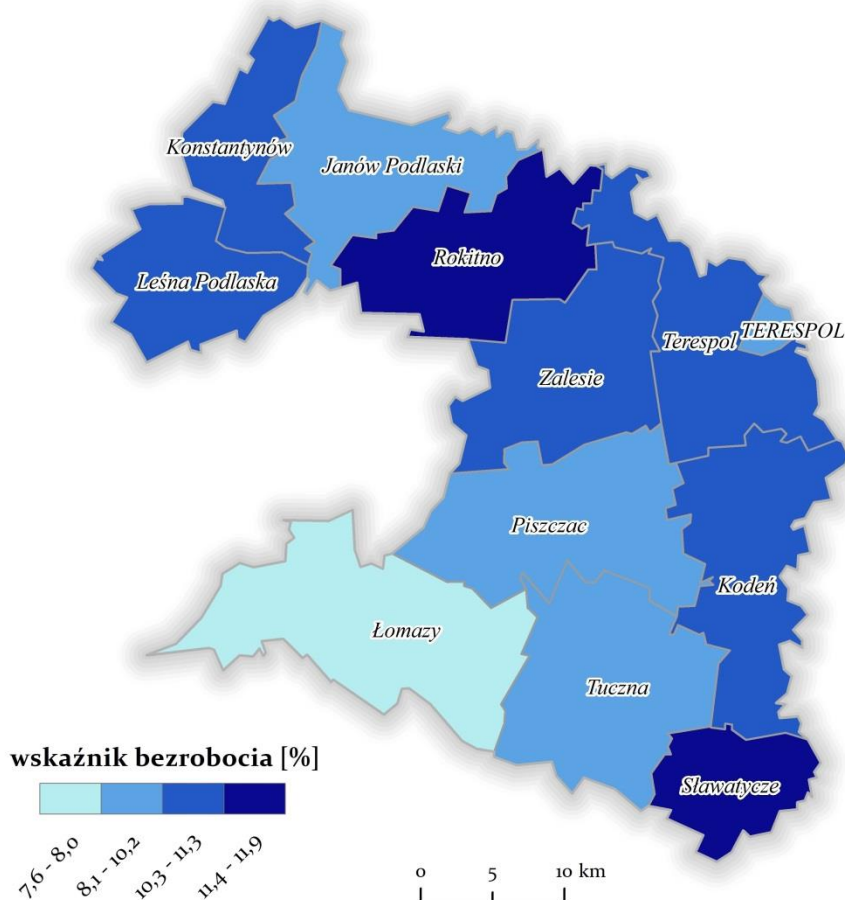 Konstantynów
Janów Podlaski
Rokitno
Leśna Podlaska
Terespol
TERESPOL
Zalesie
Piszczac
Kodeń
Łomazy
Tuczna
Sławatycze
wskaźnik bezrobocia [%]
7,6 - 8,0
8,1 - 10,2
10,3 - 11,3
11,4 - 11,9
0 5 10 km